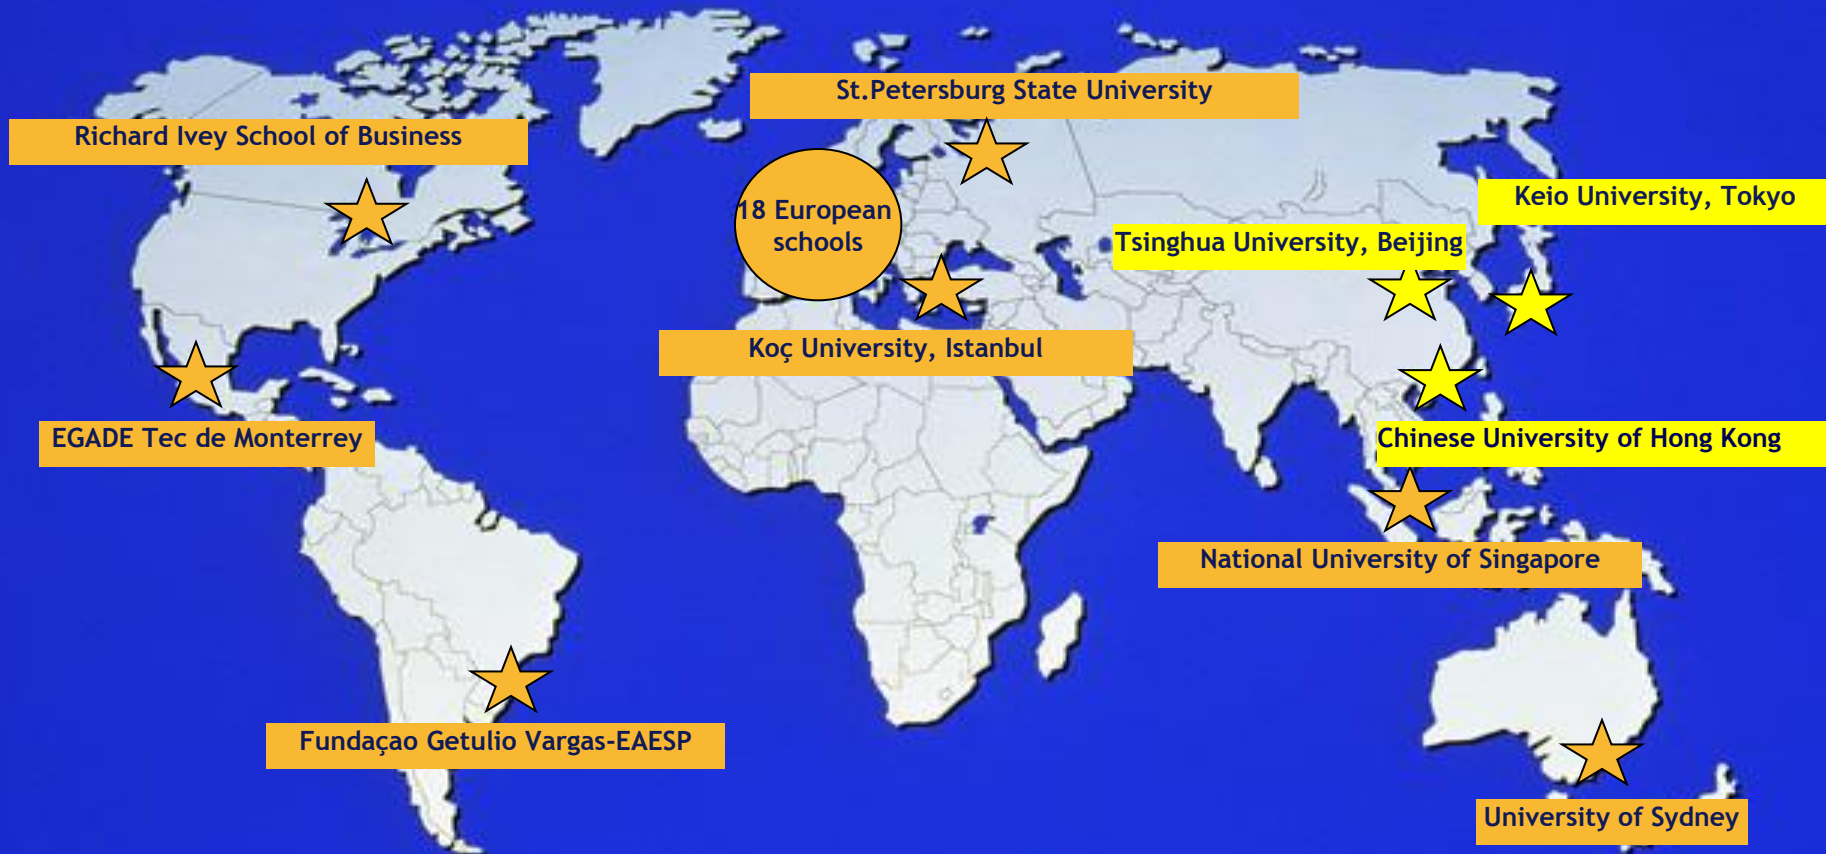 St.Petersburg State University
Richard Ivey School of Business
18 European
schools
Keio University, Tokyo
Tsinghua University, Beijing
Koç University, Istanbul
EGADE Tec de Monterrey
Chinese University of Hong Kong
National University of Singapore
Fundaçao Getulio Vargas-EAESP
University of Sydney